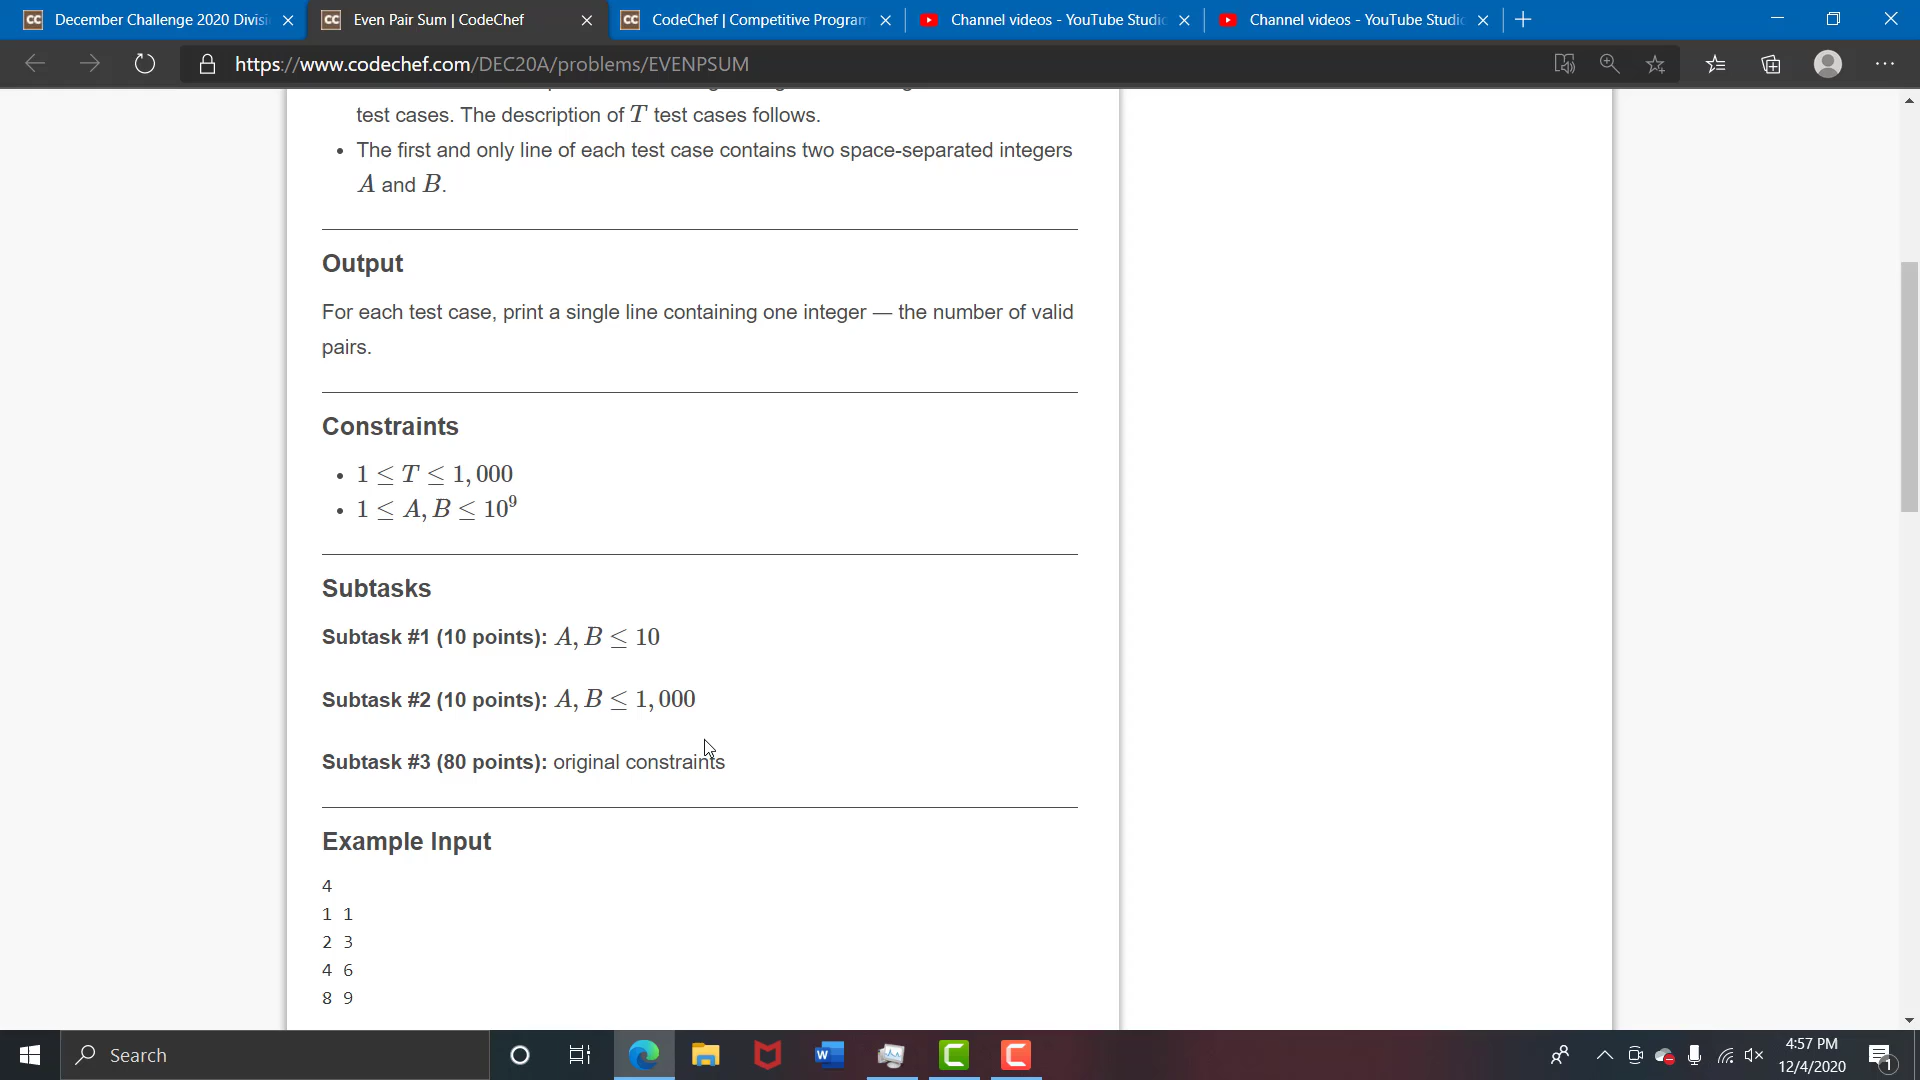 December Challenge 2020 Divisi
Even Pair Sum | CodeChef
CodeChef | Competitive Program
Channel videos - YouTube Studio
Channel videos - YouTube Studio
https://www.codechef.com/DEC20A/problems/EVENPSUM
test cases. The description of T test cases follows.
• The first and only line of each test case contains two space-separated integers
A and B.
Output
For each test case, print a single line containing one integer — the number of valid
pairs.
Constraints
• 1 ≤ T ≤ 1,000
• 1 ≤ A, B ≤ 10⁹
Subtasks
Subtask #1 (10 points): A, B ≤ 10
Subtask #2 (10 points): A, B ≤ 1,000
Subtask #3 (80 points): original constraints
Example Input
4
1 1
2 3
4 6
8 9
Search
4:57 PM
12/4/2020
1